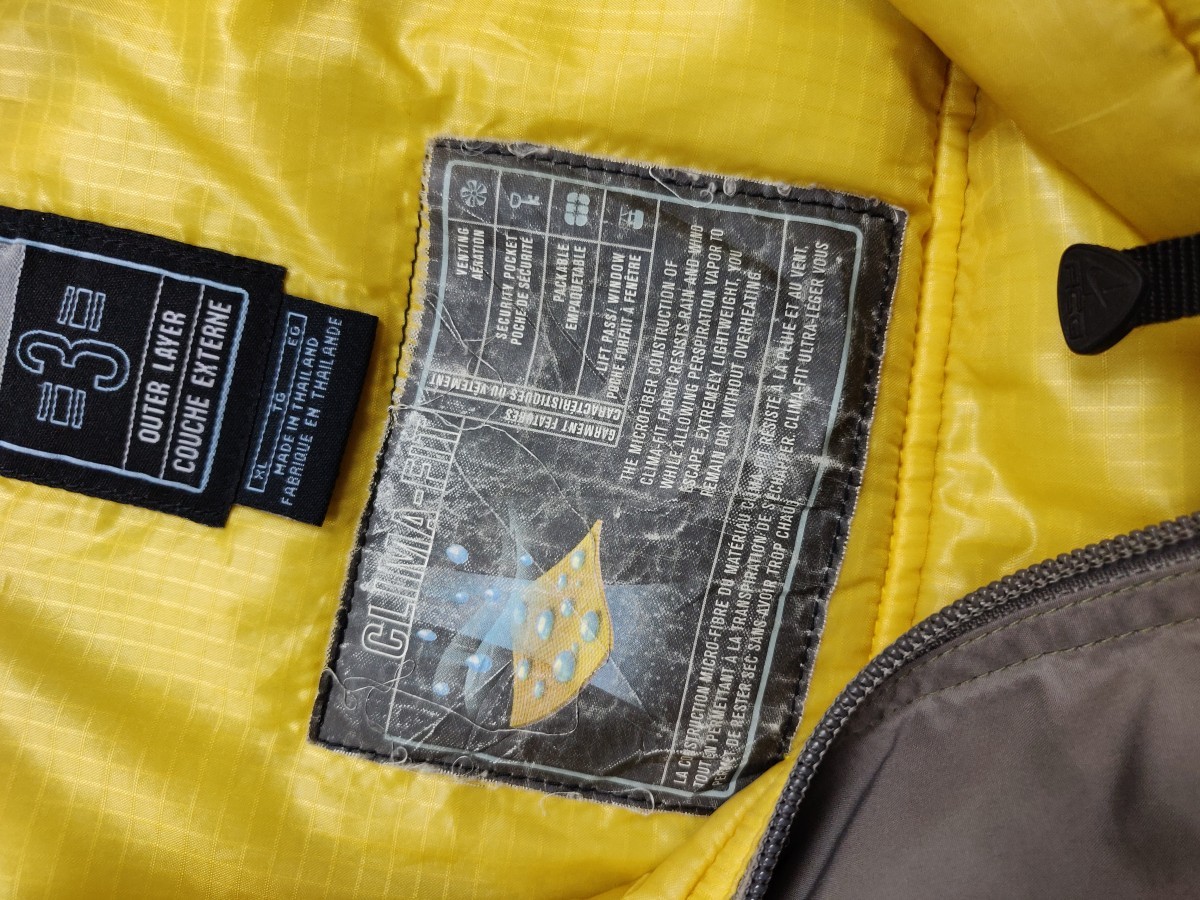 =3=
OUTER LAYER
COUCHE EXTERNE
XL TG EG
MADE IN THAILAND
FABRIQUE EN THAILANDE
CLIMA-FIT
GARMENT FEATURES
CARACTÉRISTIQUES DU VÊTEMENT
VENTING
AÉRATION
SECURITY POCKET
POCHE DE SÉCURITÉ
PACKABLE
EMPAQUETABLE
LIFT PASS/WINDOW
POCHE FORFAIT À FENÊTRE
THE MICROFIBER CONSTRUCTION OF
CLIMA-FIT FABRIC RESISTS RAIN AND WIND
WHILE ALLOWING PERSPIRATION VAPOR TO
ESCAPE. EXTREMELY LIGHTWEIGHT, YOU
REMAIN DRY WITHOUT OVERHEATING.
LA CONSTRUCTION MICRO-FIBRE DU MATERIAU CLIMA-FIT RÉSISTE À LA PLUIE ET AU VENT,
TOUT EN PERMETTANT À LA TRANSPIRATION DE S'ÉCHAPPER. CLIMA-FIT ULTRA-LÉGER VOUS
DE RESTER SEC SANS AVOIR TROP CHAUD.